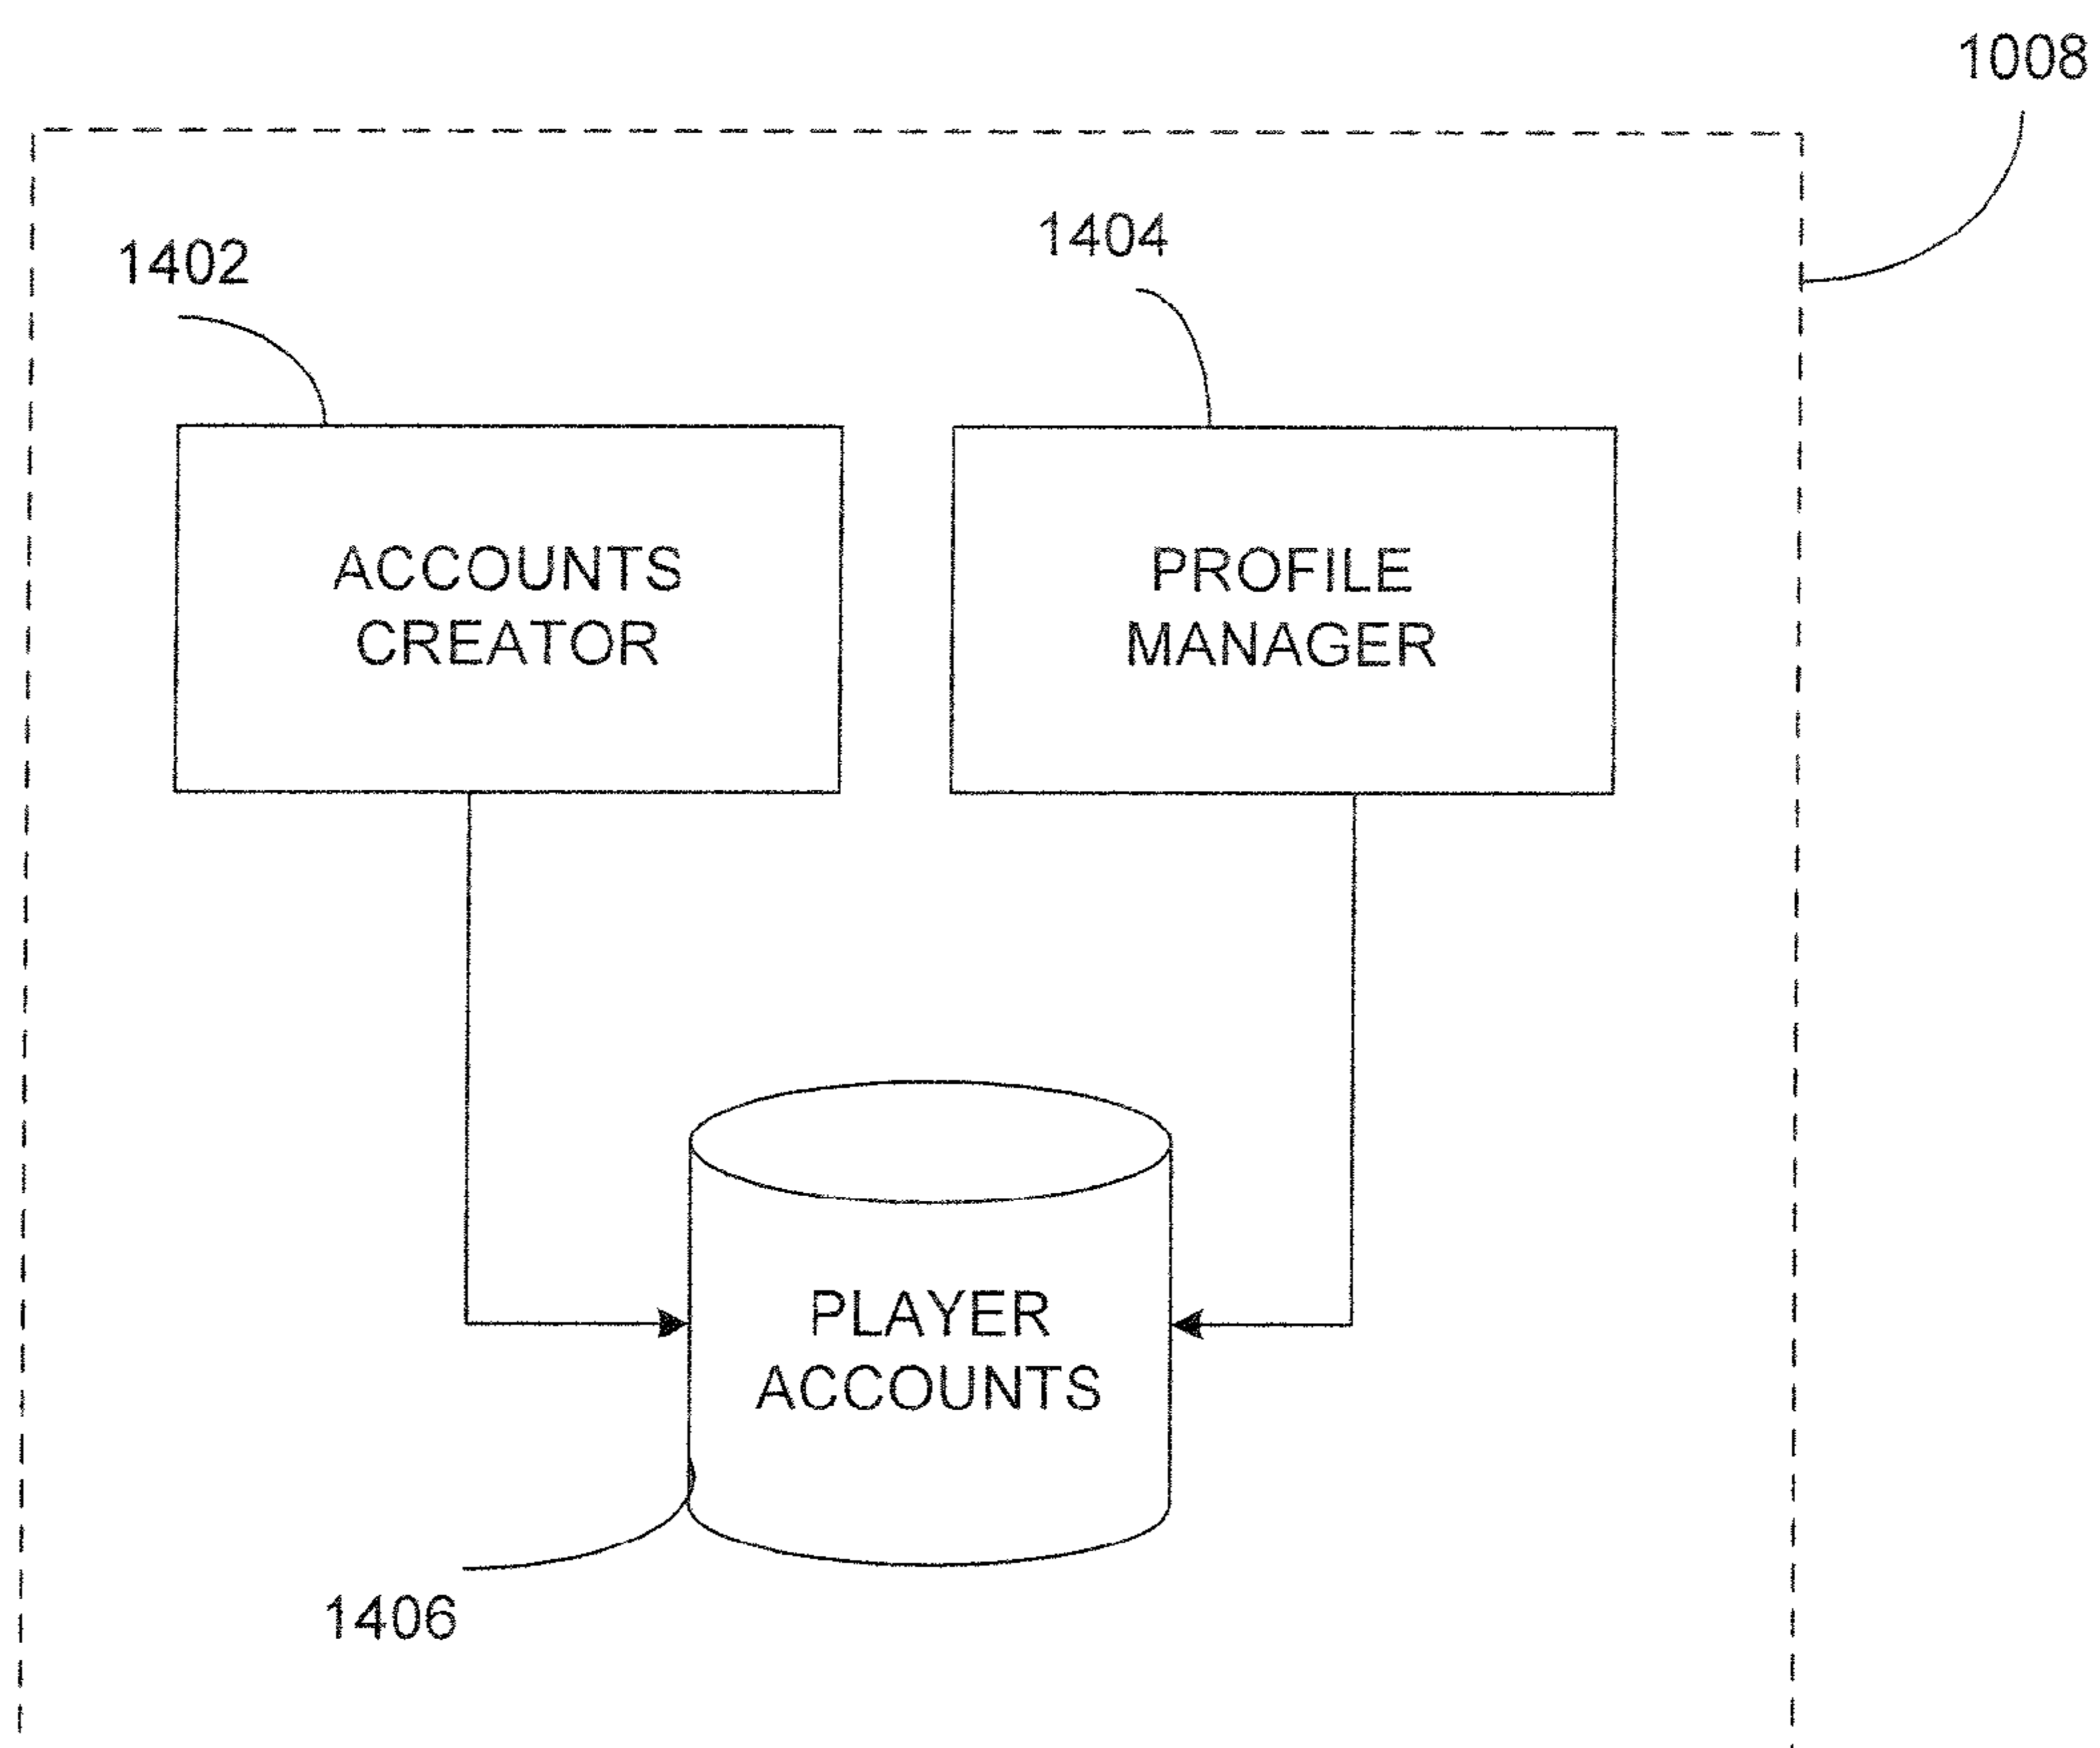 1008
1402
1404
ACCOUNTS
CREATOR
PROFILE
MANAGER
PLAYER
ACCOUNTS
1406